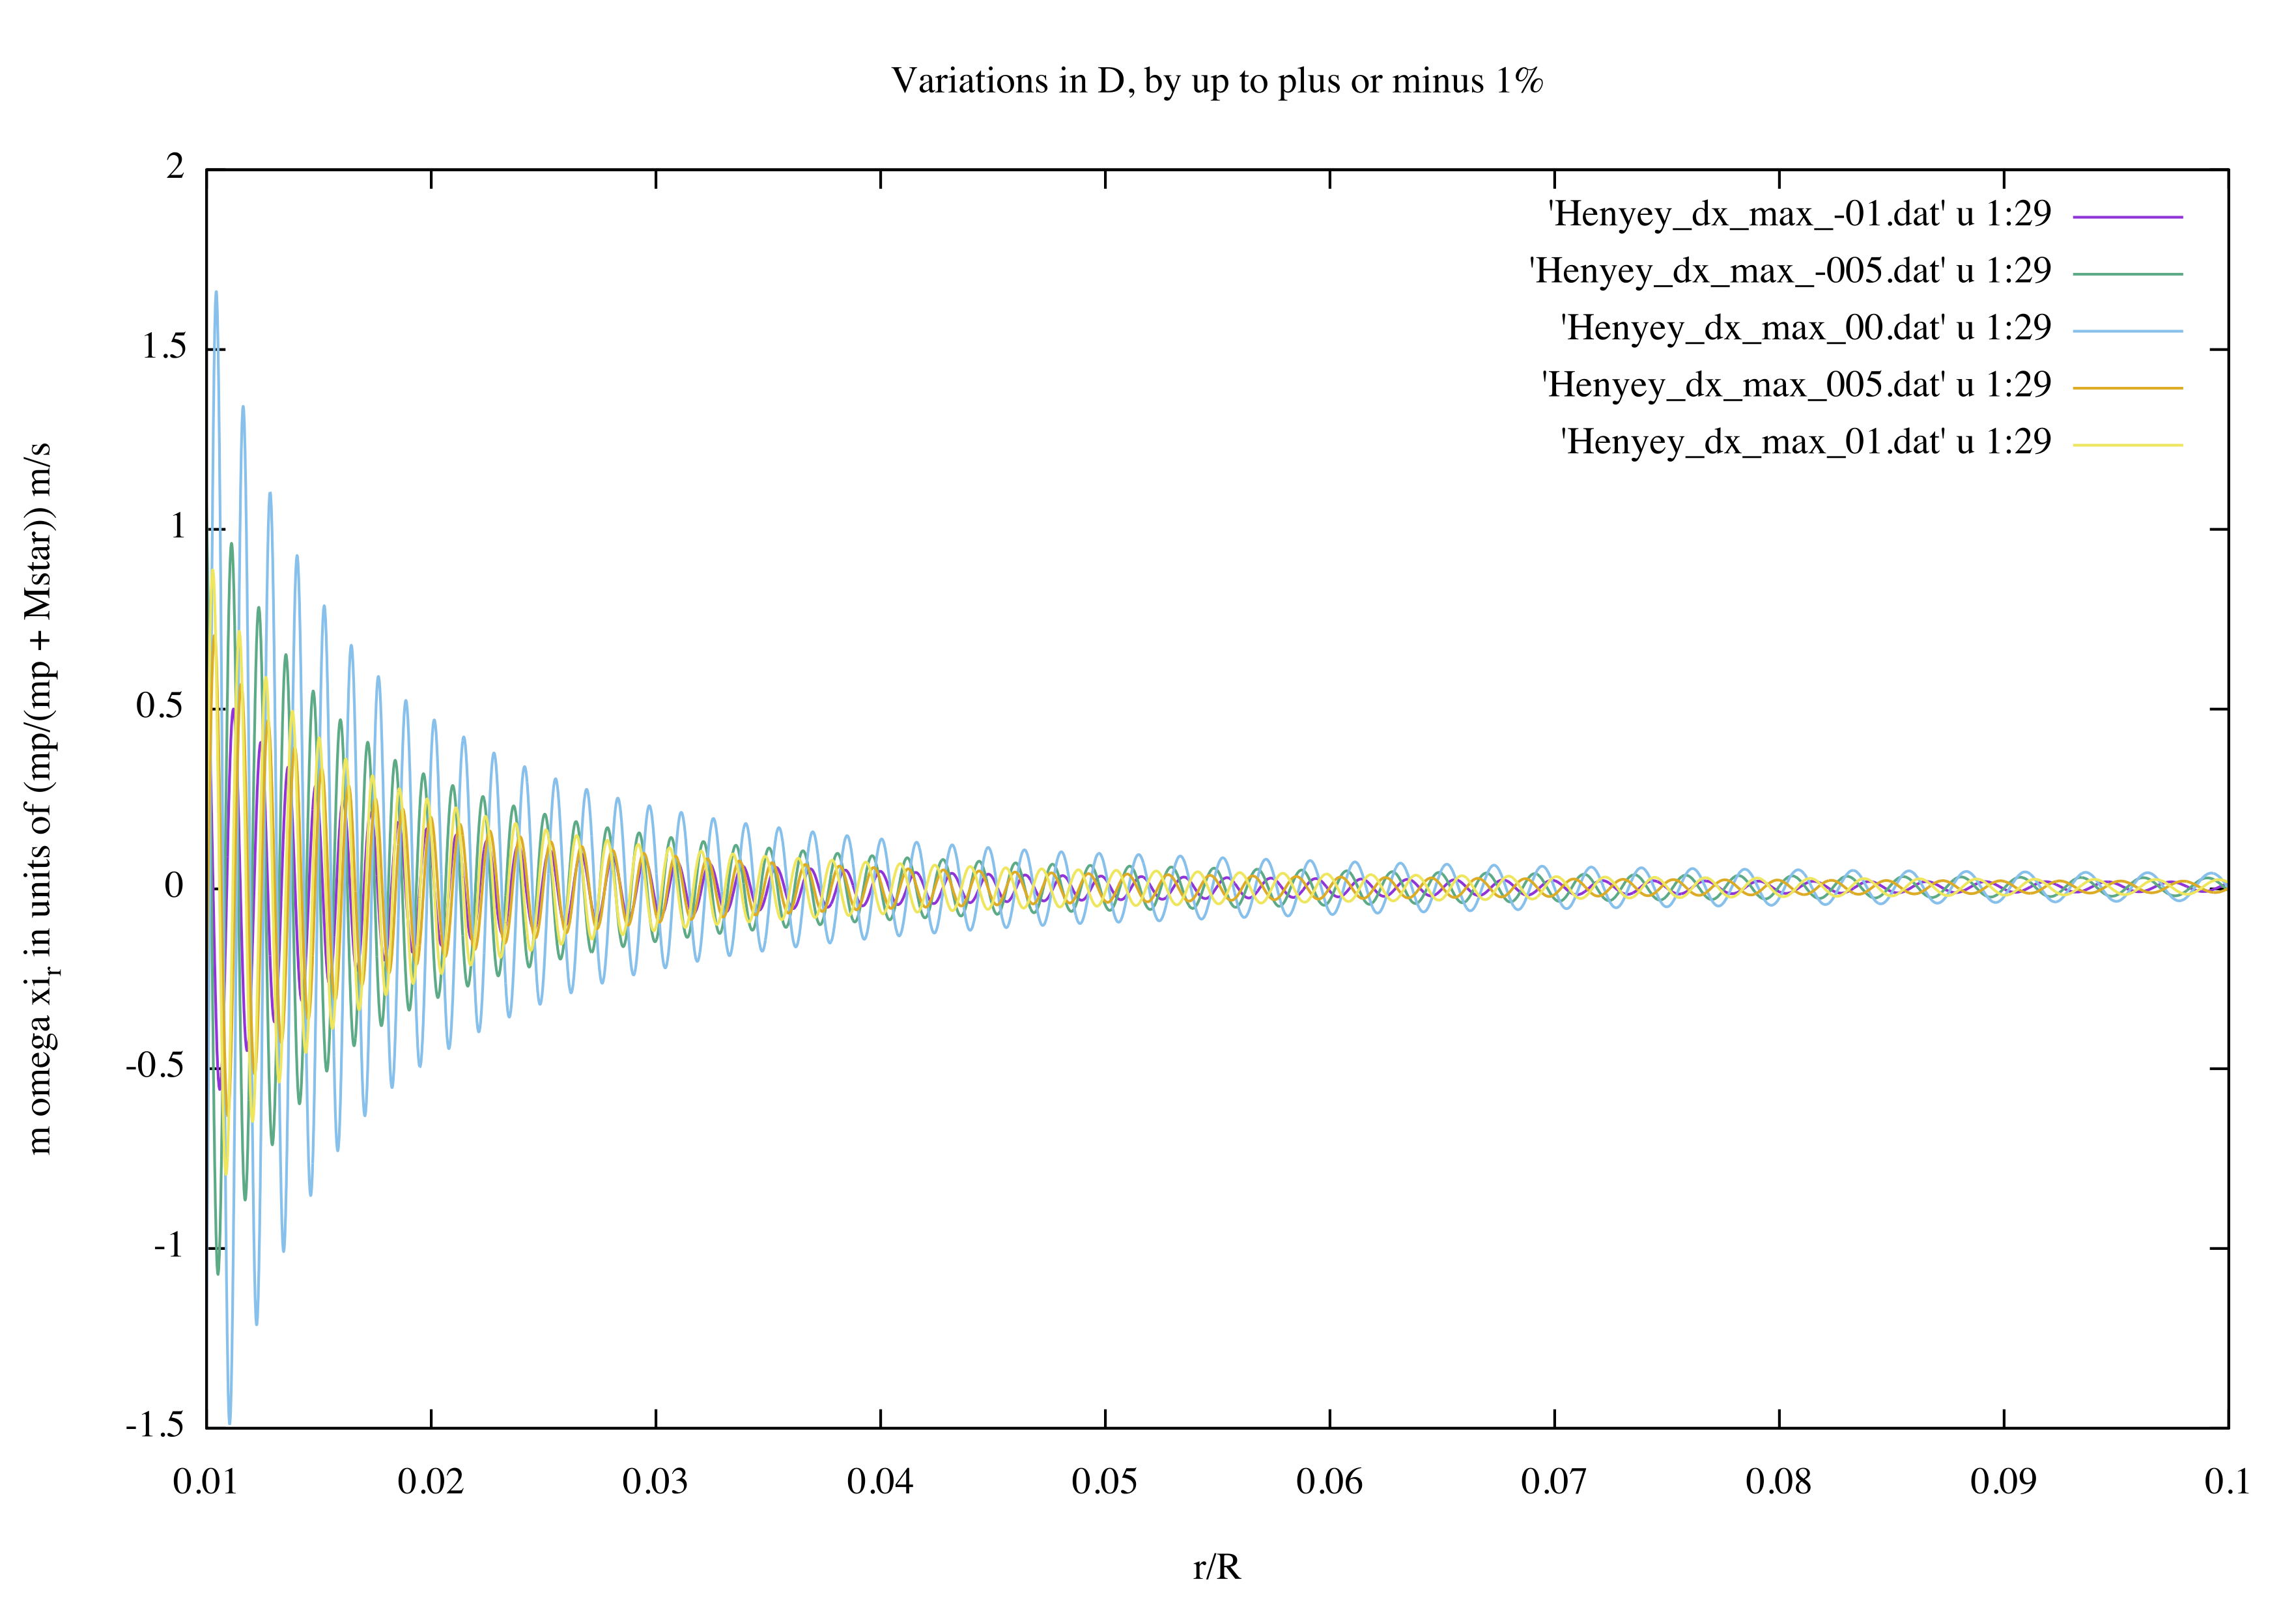 Variations in D, by up to plus or minus 1%
2
'Henyey_dx_max_-01.dat' u 1:29
'Henyey_dx_max_-005.dat' u 1:29
'Henyey_dx_max_00.dat' u 1:29
'Henyey_dx_max_005.dat' u 1:29
'Henyey_dx_max_01.dat' u 1:29
1.5
1
0.5
0
-0.5
-1
-1.5
m omega xi_r in units of (mp/(mp + Mstar)) m/s
0.01 0.02 0.03 0.04 0.05 0.06 0.07 0.08 0.09 0.1
r/R